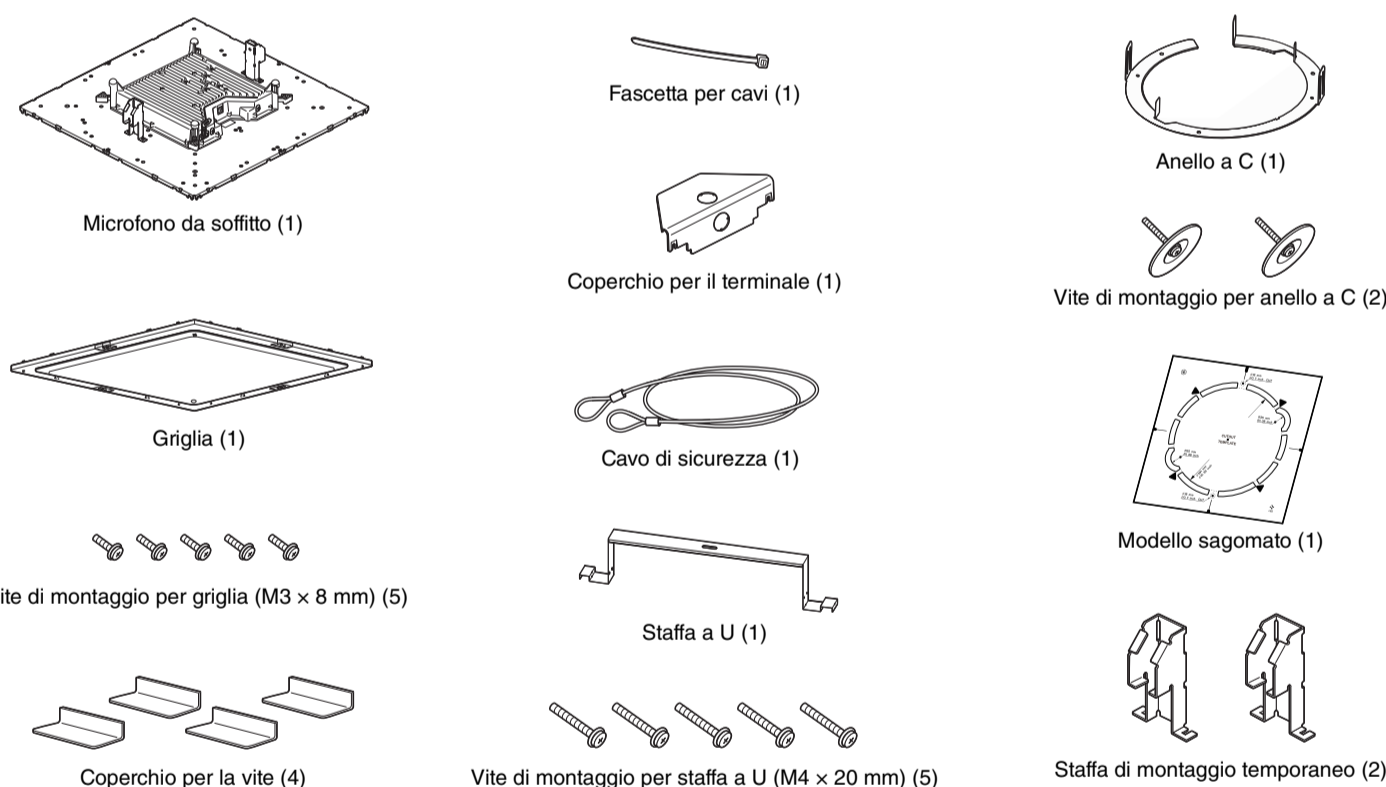 Microfono da soffitto (1)
Griglia (1)
ite di montaggio per griglia (M3 × 8 mm) (5)
Coperchio per la vite (4)
Fascetta per cavi (1)
Coperchio per il terminale (1)
Cavo di sicurezza (1)
Staffa a U (1)
Vite di montaggio per staffa a U (M4 × 20 mm) (5)
Anello a C (1)
Vite di montaggio per anello a C (2)
CUTOUT
TEMPLATE
Modello sagomato (1)
Staffa di montaggio temporaneo (2)